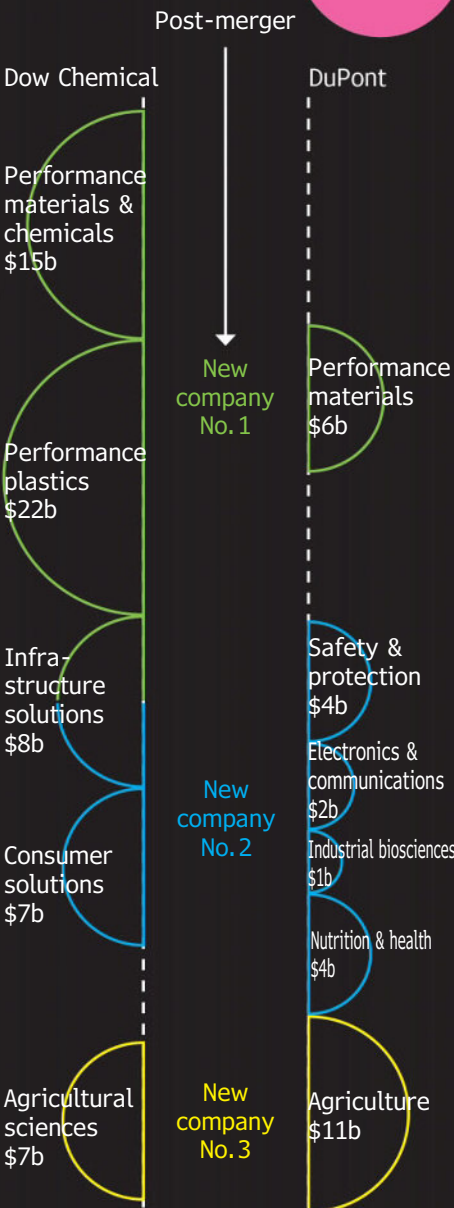 Post-merger
Dow Chemical
DuPont
Performance
materials &
chemicals
$15b
New
company
No.1
Performance
materials
$6b
Performance
plastics
$22b
Infra-
structure
solutions
$8b
Safety &
protection
$4b
Electronics &
communications
$2b
New
company
No.2
Industrial biosciences
$1b
Consumer
solutions
$7b
Nutrition & health
$4b
Agricultural
sciences
$7b
New
company
No.3
Agriculture
$11b